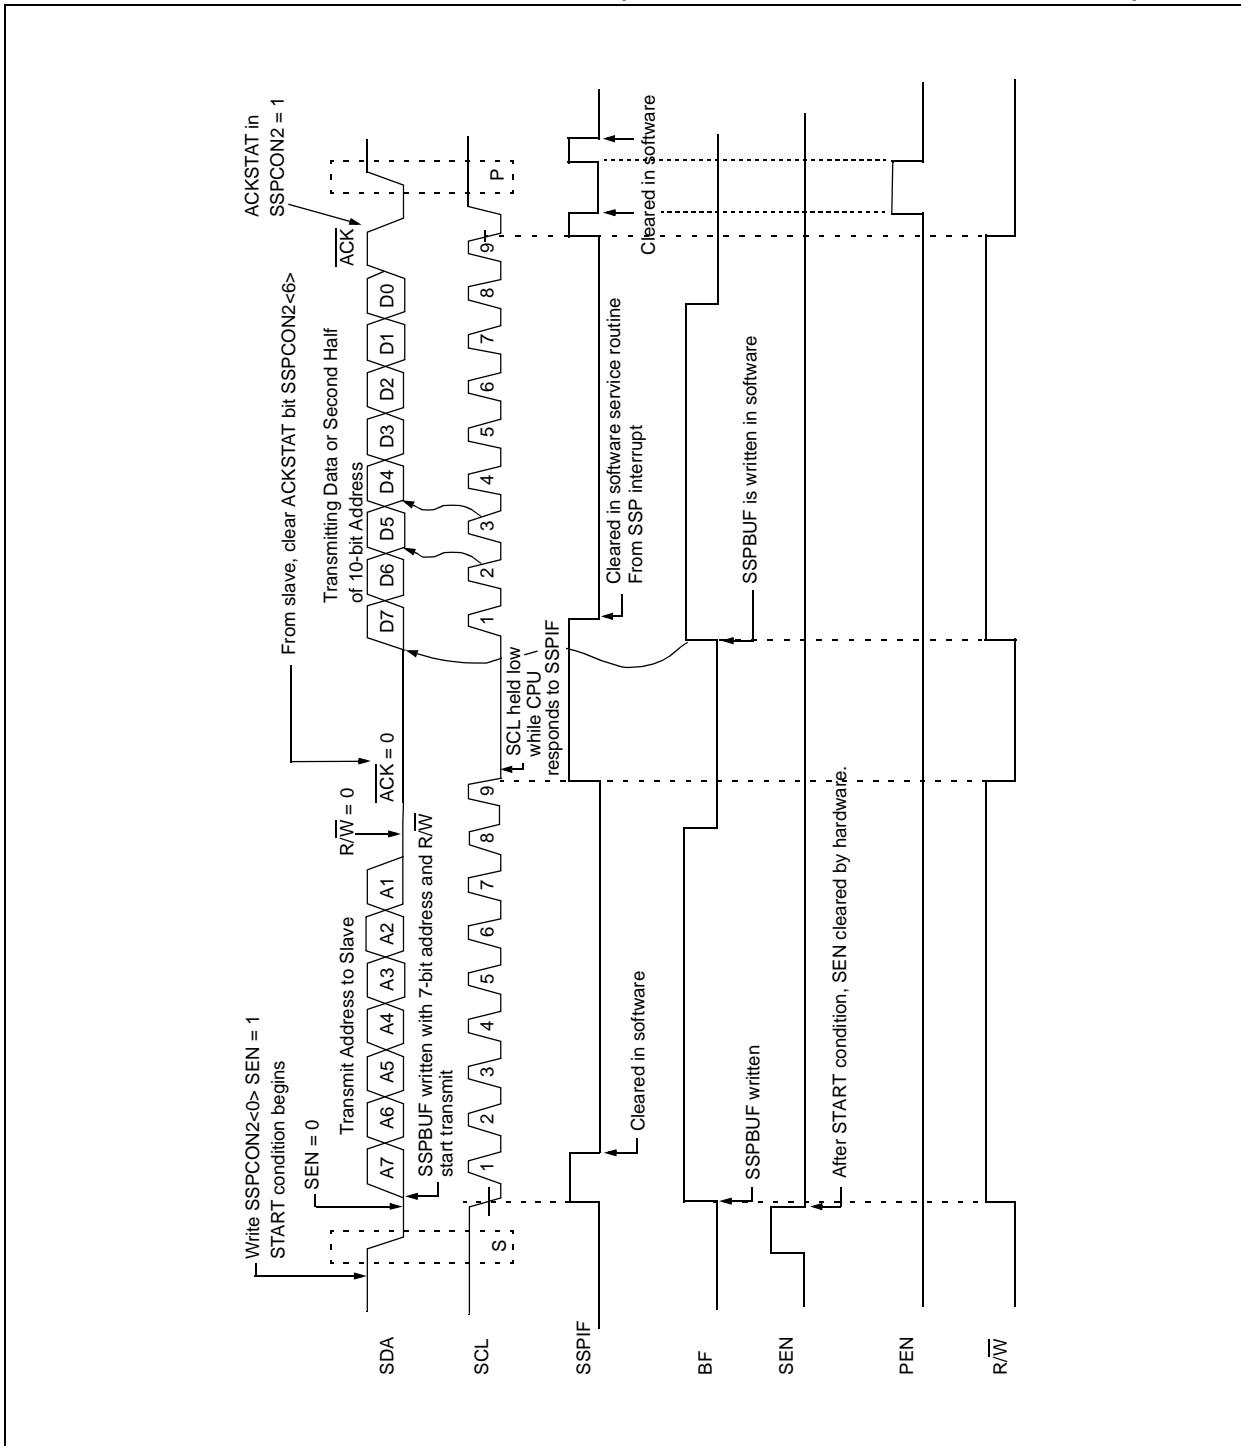 Write SSPCON2<0> SEN = 1
START condition begins
SEN = 0
Transmit Address to Slave
R/W = 0
From slave, clear ACKSTAT bit SSPCON2<6>
ACK = 0
Transmitting Data or Second Half
of 10-bit Address
ACKSTAT in
SSPCON2 = 1
ACK
SDA
A7 A6 A5 A4 A3 A2 A1
D7 D6 D5 D4 D3 D2 D1 D0
SSPBUF written with 7-bit address and R/W
start transmit
SCL
S
1 2 3 4 5 6 7 8 9
1 2 3 4 5 6 7 8 9
P
SCL held low
while CPU
responds to SSPIF
SSPIF
Cleared in software
Cleared in software service routine
From SSP interrupt
Cleared in software
Cleared in software
BF
SSPBUF written
SSPBUF is written in software
SEN
After START condition, SEN cleared by hardware.
PEN
R/W